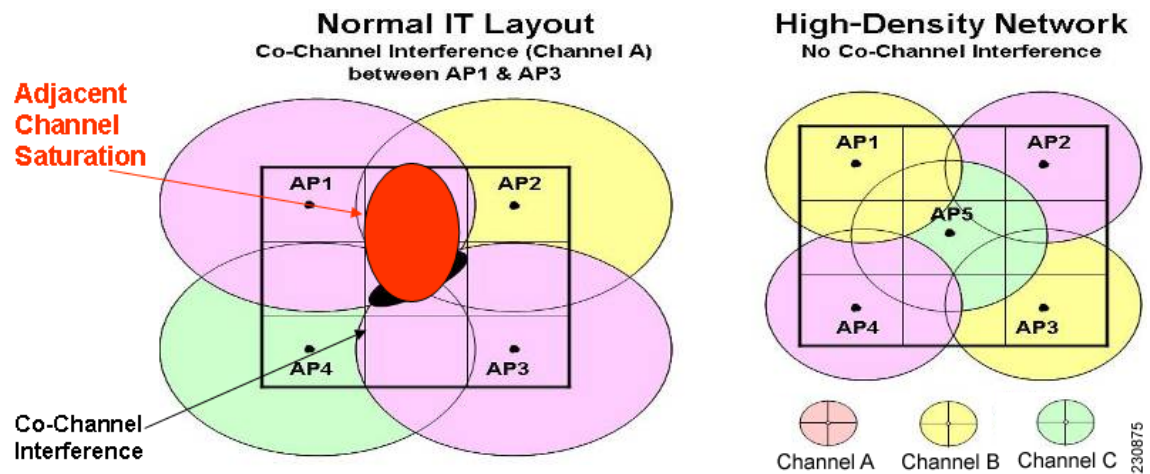 Normal IT Layout
Co-Channel Interference (Channel A)
between AP1 & AP3
Adjacent
Channel
Saturation
AP1
AP2
AP4
AP3
Co-Channel
Interference
High-Density Network
No Co-Channel Interference
AP1
AP2
AP5
AP4
AP3
Channel A
Channel B
Channel C
230875